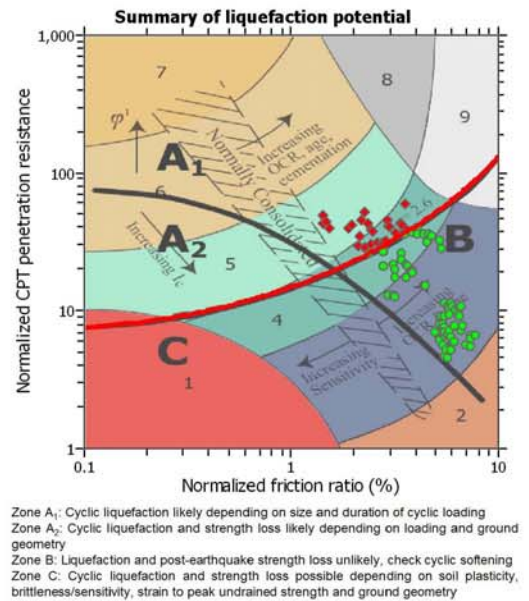 Summary of liquefaction potential
1,000
7
8
9
φ'
Increasing
OCR, age,
cementation
Normally Consolidated
A1
100
6
2.6
A2
B
Increasing Ic
5
10
4
Increasing
OCR, age
C
1
Increasing
Sensitivity
2
1
0.1
1
10
Normalized CPT penetration resistance
Normalized friction ratio (%)
Zone A1: Cyclic liquefaction likely depending on size and duration of cyclic loading
Zone A2: Cyclic liquefaction and strength loss likely depending on loading and ground
geometry
Zone B: Liquefaction and post-earthquake strength loss unlikely, check cyclic softening
Zone C: Cyclic liquefaction and strength loss possible depending on soil plasticity,
brittleness/sensitivity, strain to peak undrained strength and ground geometry